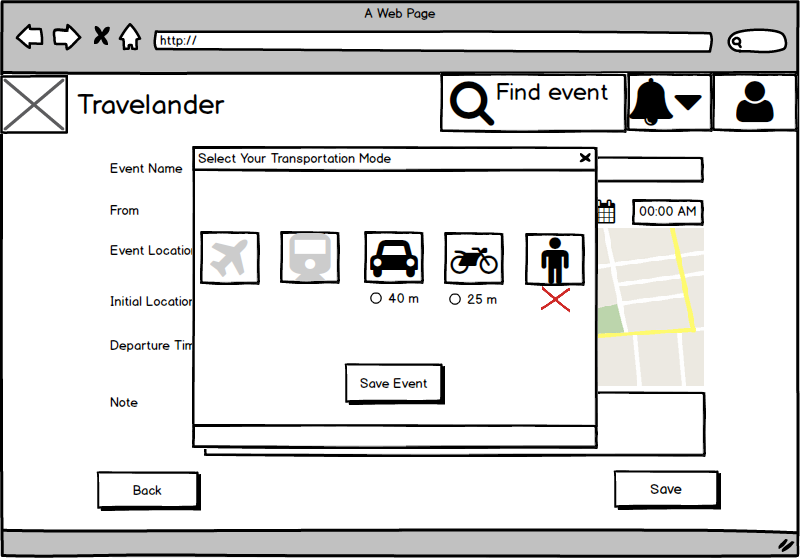 A Web Page
http://
Travelander
Find event
Select Your Transportation Mode
Event Name
From
00:00 AM
Event Location
Initial Location
40 m
25 m
Departure Tim
Save Event
Note
Back
Save